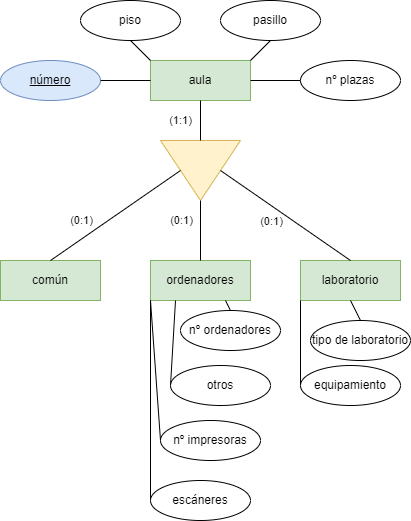 piso
pasillo
número
aula
nº plazas
(1:1)
(0:1)
(0:1)
(0:1)
común
ordenadores
laboratorio
nº ordenadores
tipo de laboratorio
otros
equipamiento
nº impresoras
escáneres